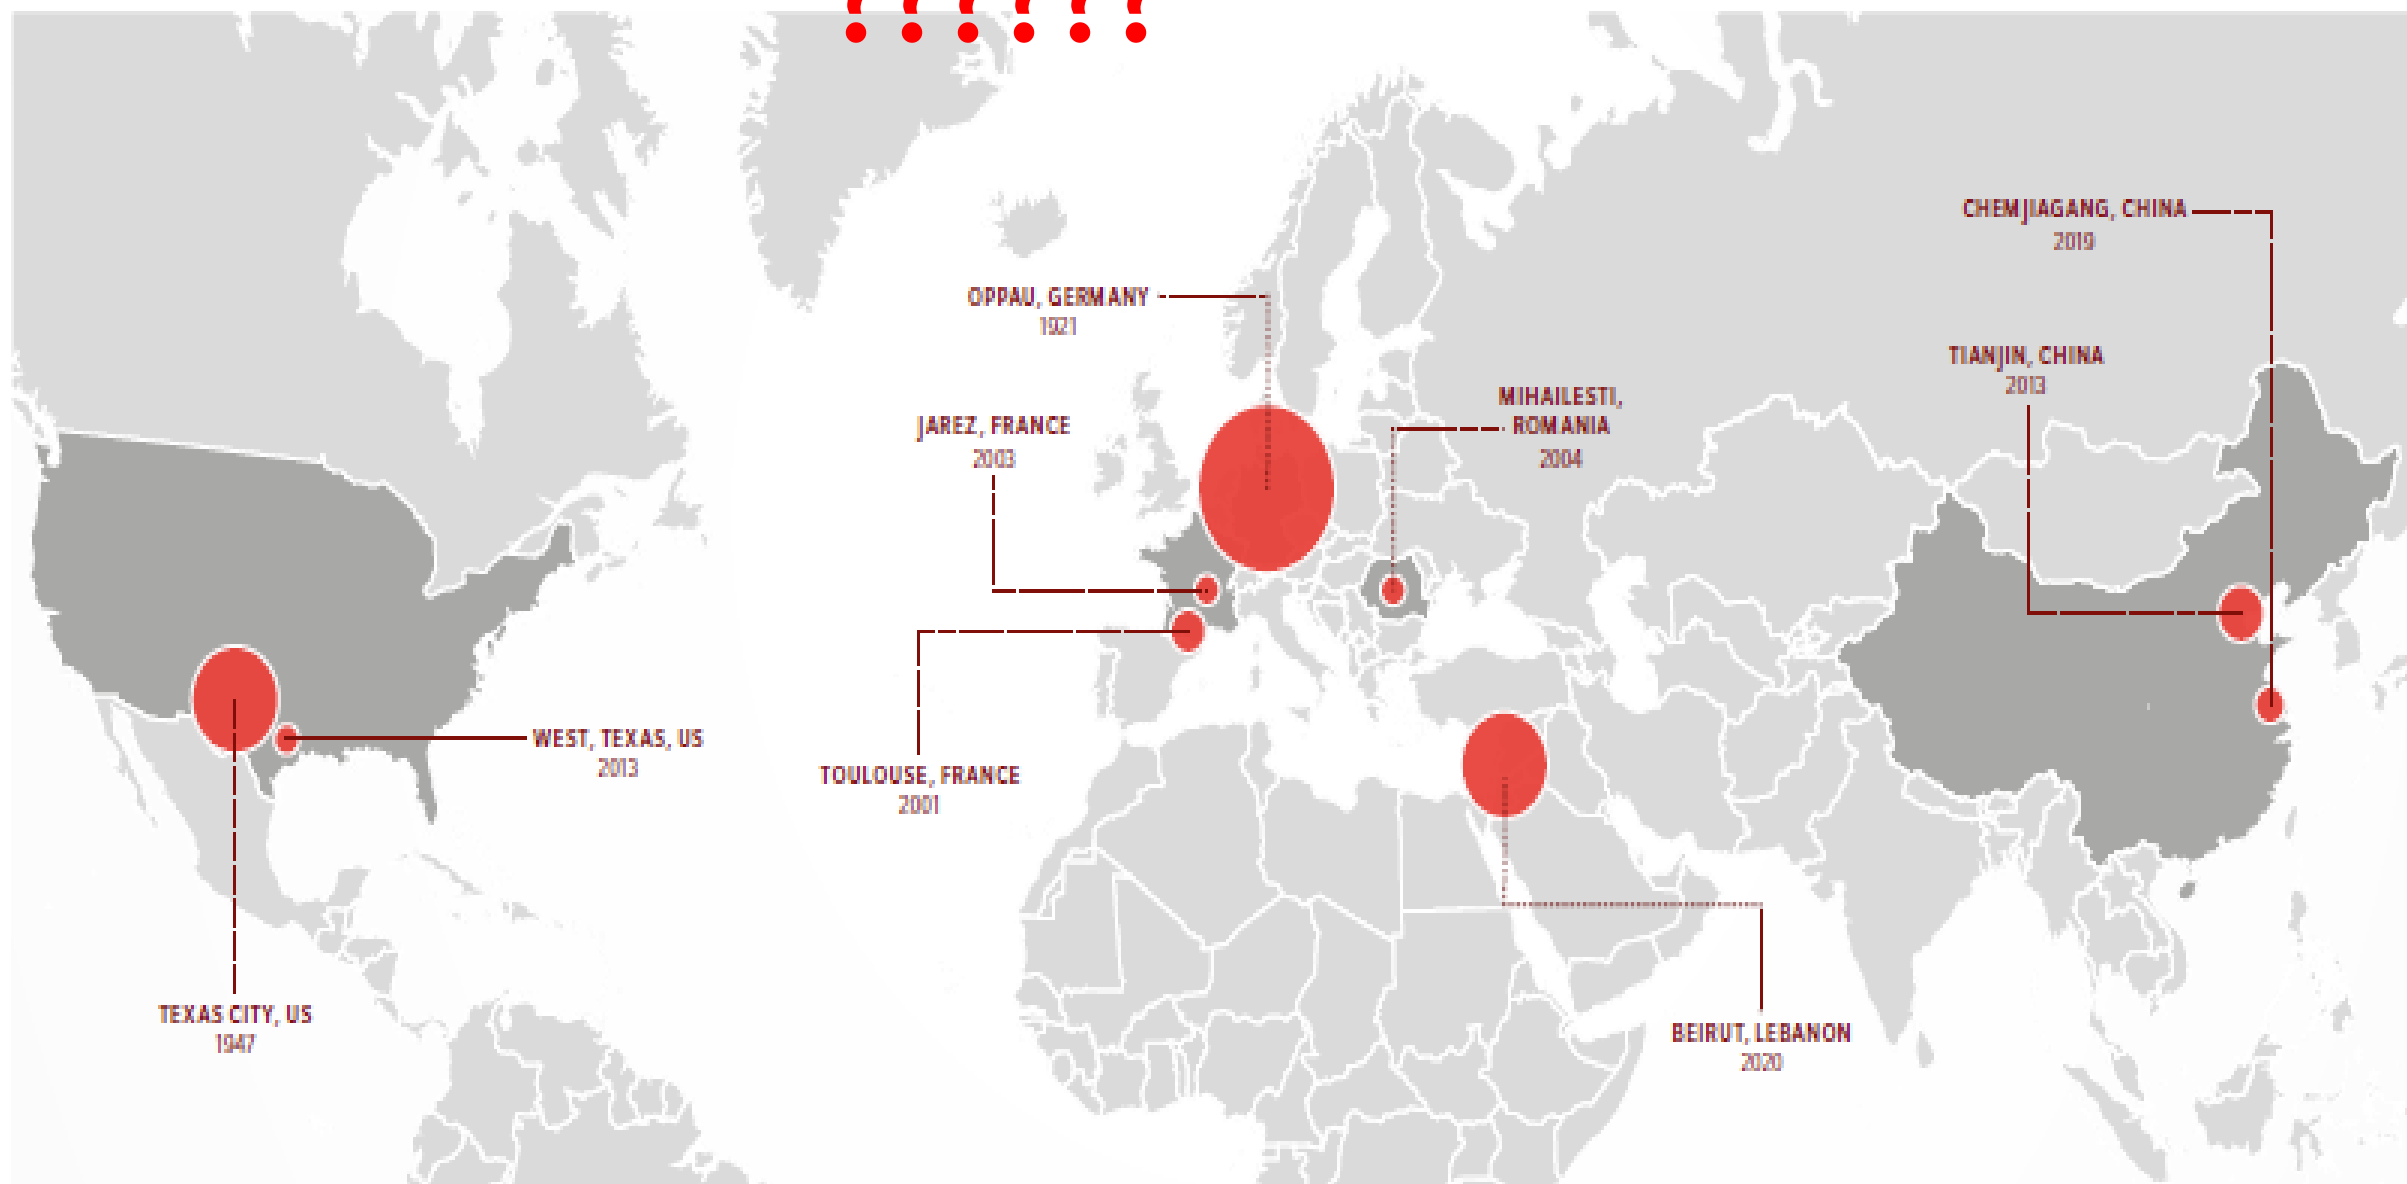 ??????
CHEMJIAGANG, CHINA
2019
OPPAU, GERMANY
1921
TIANJIN, CHINA
2013
MIHAILESTI,
ROMANIA
2004
JAREZ, FRANCE
2003
WEST, TEXAS, US
2013
TOULOUSE, FRANCE
2001
TEXAS CITY, US
1947
BEIRUT, LEBANON
2020